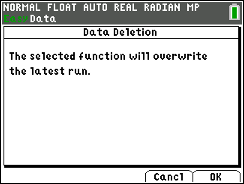 NORMAL FLOAT AUTO REAL RADIAN MP
Data
Data Deletion
The selected function will overwrite
the latest run.
Cancl
OK